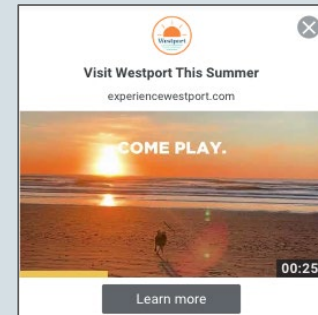 Westport
Visit Westport This Summer
experiencewestport.com
COME PLAY.
00:25
Learn more